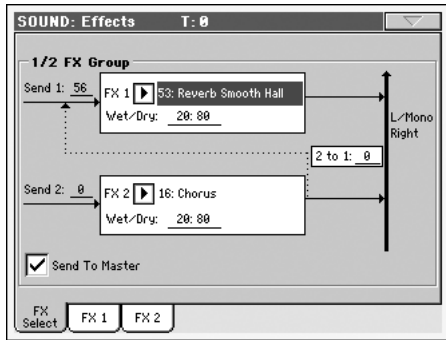 SOUND: Effects T: 0
1/2 FX Group
Send 1: 56
FX 1 53: Reverb Smooth Hall
Wet/Dry: 20: 80
L/Mono
Right
2 to 1: 0
Send 2: 0
FX 2 16: Chorus
Wet/Dry: 20: 80
Send To Master
FX Select
FX 1
FX 2